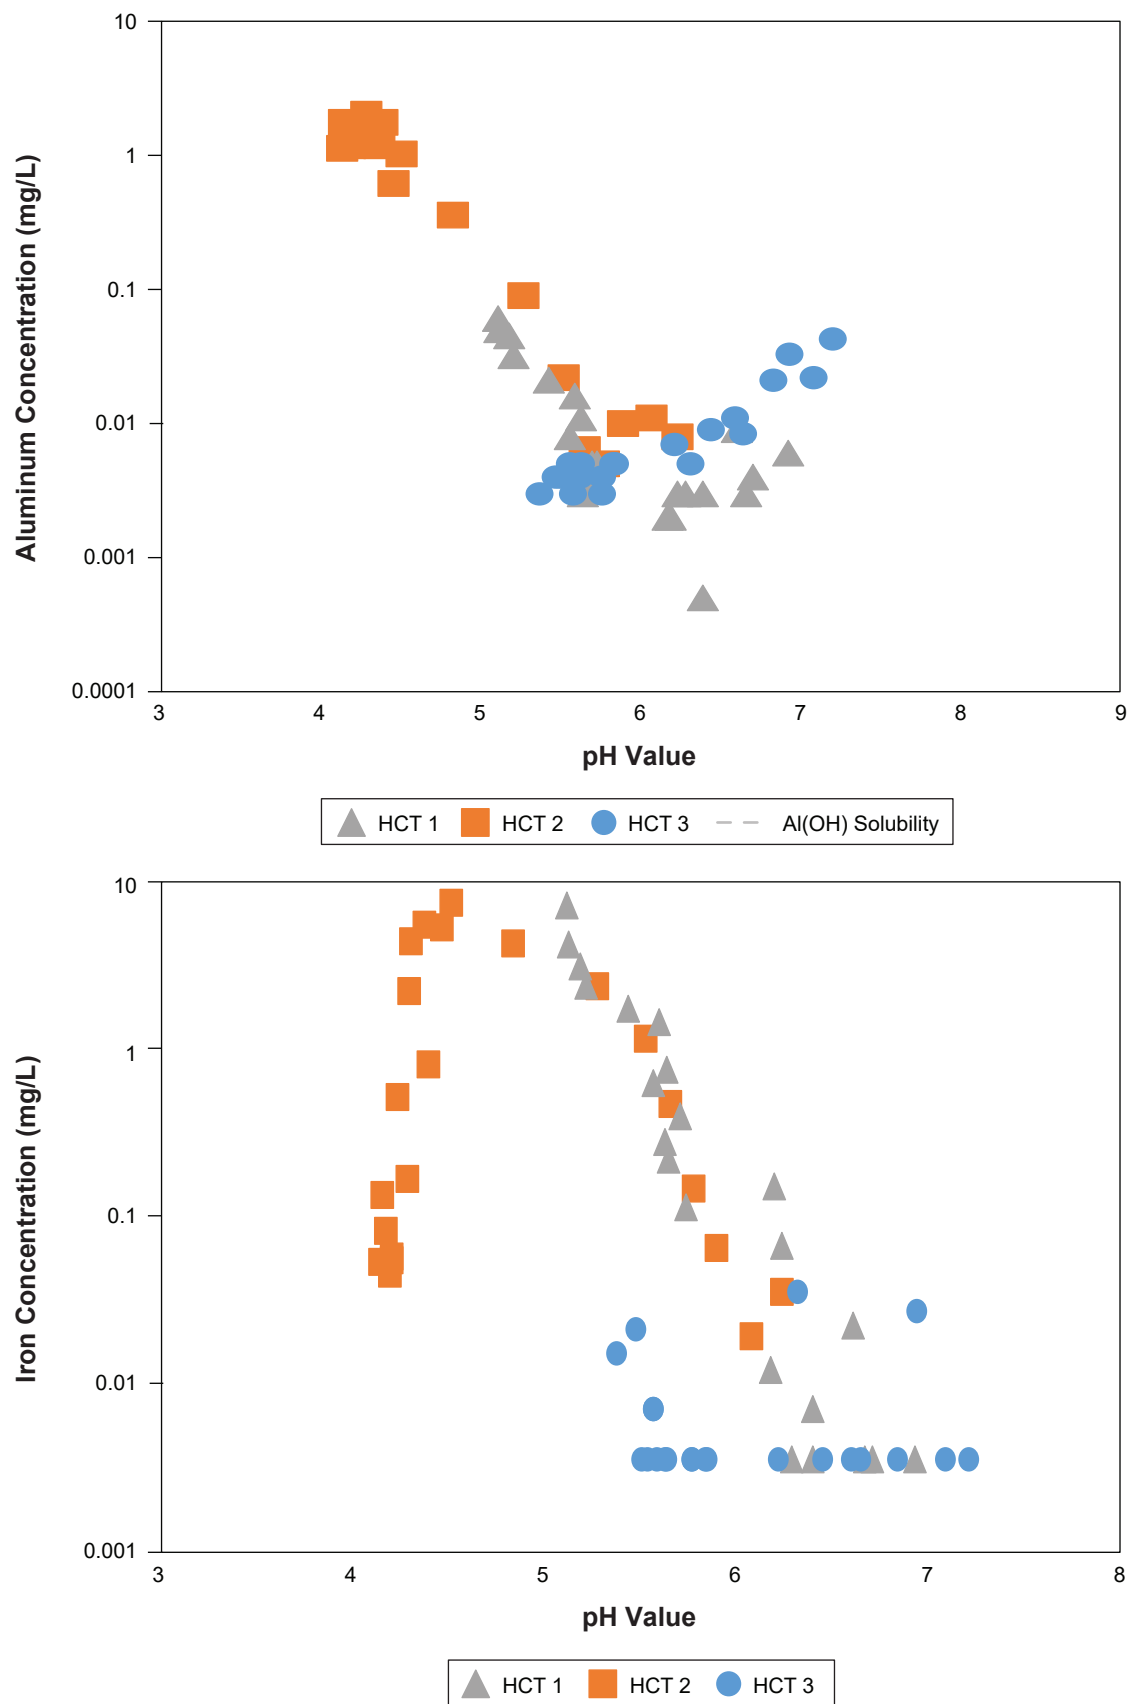 10
1
0.1
0.01
0.001
0.0001
Aluminum Concentration (mg/L)
3 4 5 6 7 8 9
pH Value
HCT 1 HCT 2 HCT 3 Al(OH) Solubility
10
1
0.1
0.01
0.001
Iron Concentration (mg/L)
3 4 5 6 7 8
pH Value
HCT 1 HCT 2 HCT 3